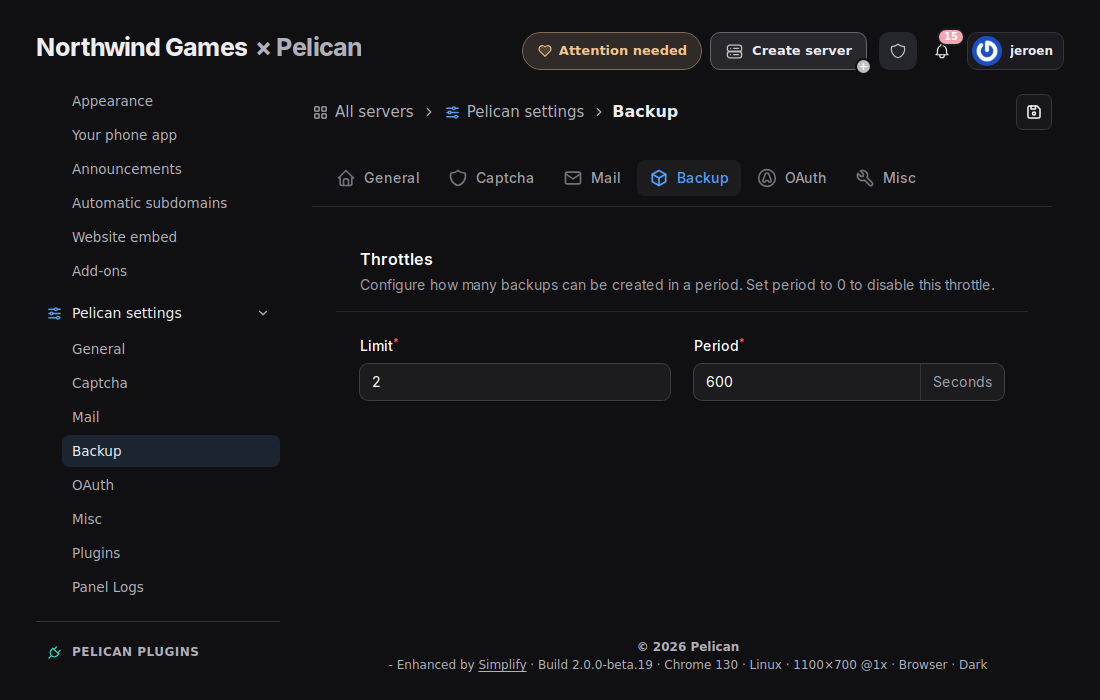 Northwind Games × Pelican
Attention needed
Create server
15
jeroen
Appearance
Your phone app
Announcements
Automatic subdomains
Website embed
Add-ons
Pelican settings
General
Captcha
Mail
Backup
OAuth
Misc
Plugins
Panel Logs
PELICAN PLUGINS
All servers > Pelican settings > Backup
General
Captcha
Mail
Backup
OAuth
Misc
Throttles
Configure how many backups can be created in a period. Set period to 0 to disable this throttle.
Limit*
2
Period*
600
Seconds
© 2026 Pelican
- Enhanced by Simplify · Build 2.0.0-beta.19 · Chrome 130 · Linux · 1100×700 @1x · Browser · Dark